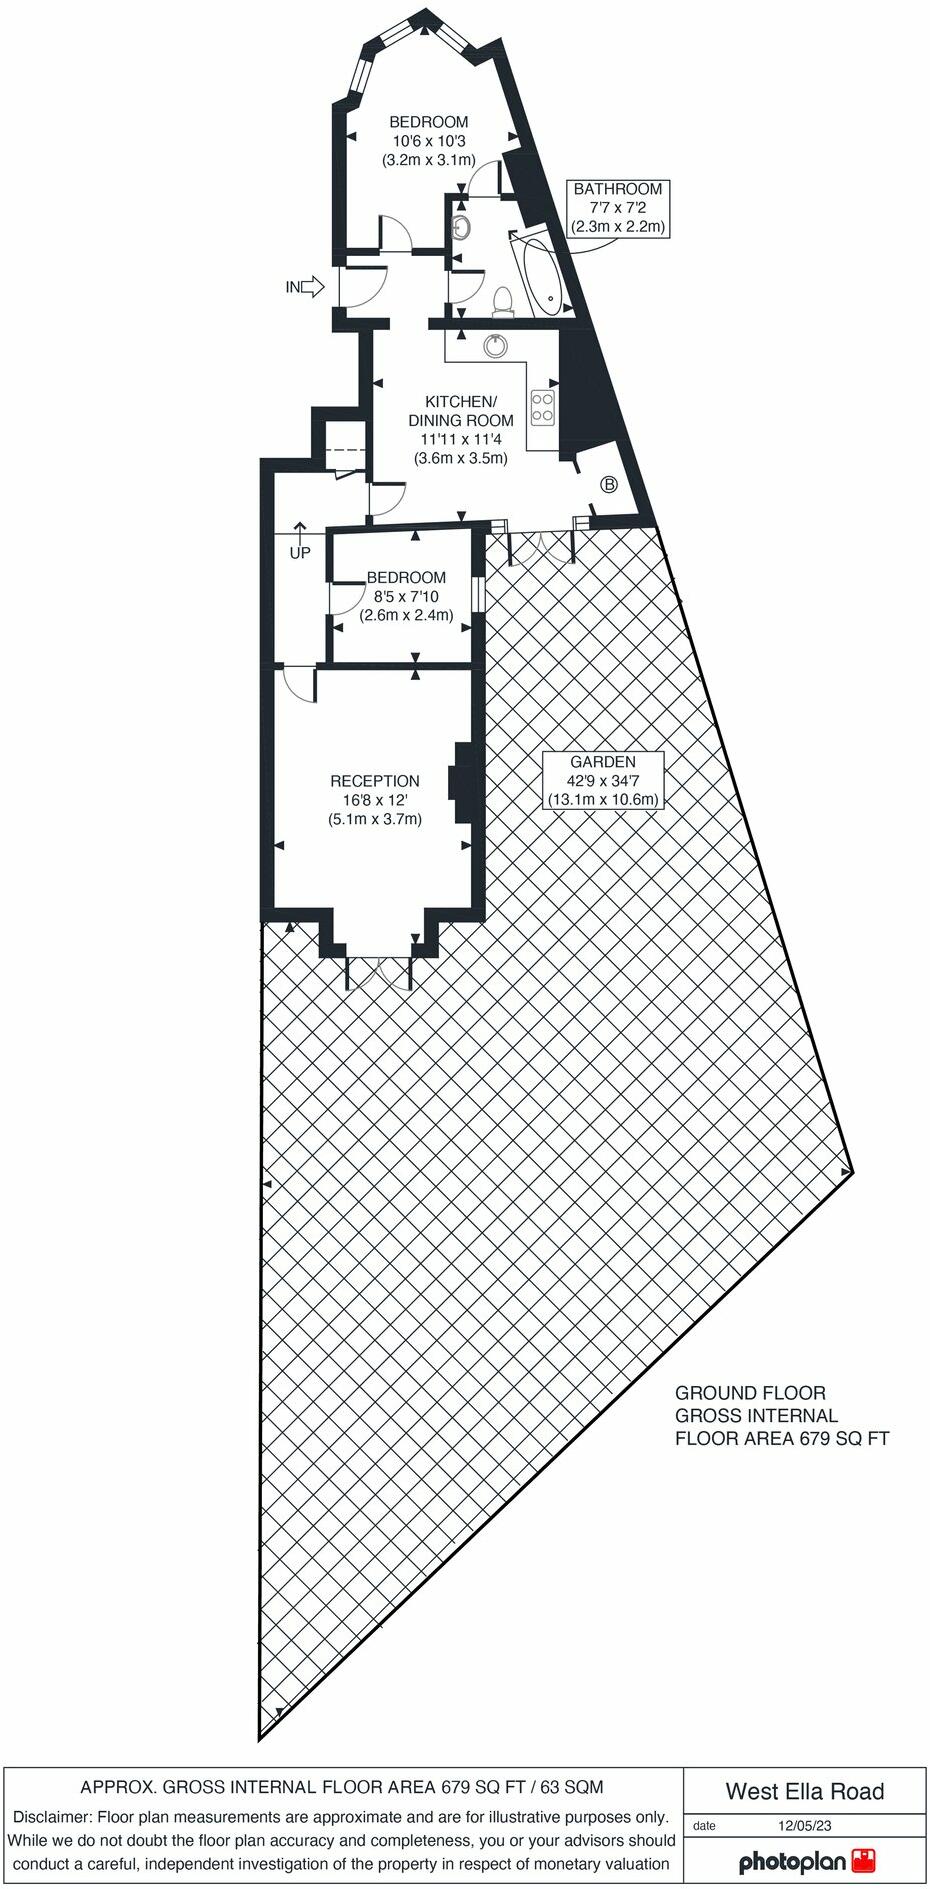 BEDROOM
10'6 x 10'3
(3.2m x 3.1m)
BATHROOM
7'7 x 7'2
(2.3m x 2.2m)
IN
KITCHEN/
DINING ROOM
11'11 x 11'4
(3.6m x 3.5m)
B
UP
BEDROOM
8'5 x 7'10
(2.6m x 2.4m)
RECEPTION
16'8 x 12'
(5.1m x 3.7m)
GARDEN
42'9 x 34'7
(13.1m x 10.6m)
GROUND FLOOR
GROSS INTERNAL
FLOOR AREA 679 SQ FT
APPROX. GROSS INTERNAL FLOOR AREA 679 SQ FT / 63 SQM
Disclaimer: Floor plan measurements are approximate and are for illustrative purposes only.
While we do not doubt the floor plan accuracy and completeness, you or your advisors should
conduct a careful, independent investigation of the property in respect of monetary valuation
West Ella Road
date 12/05/23
photoplan